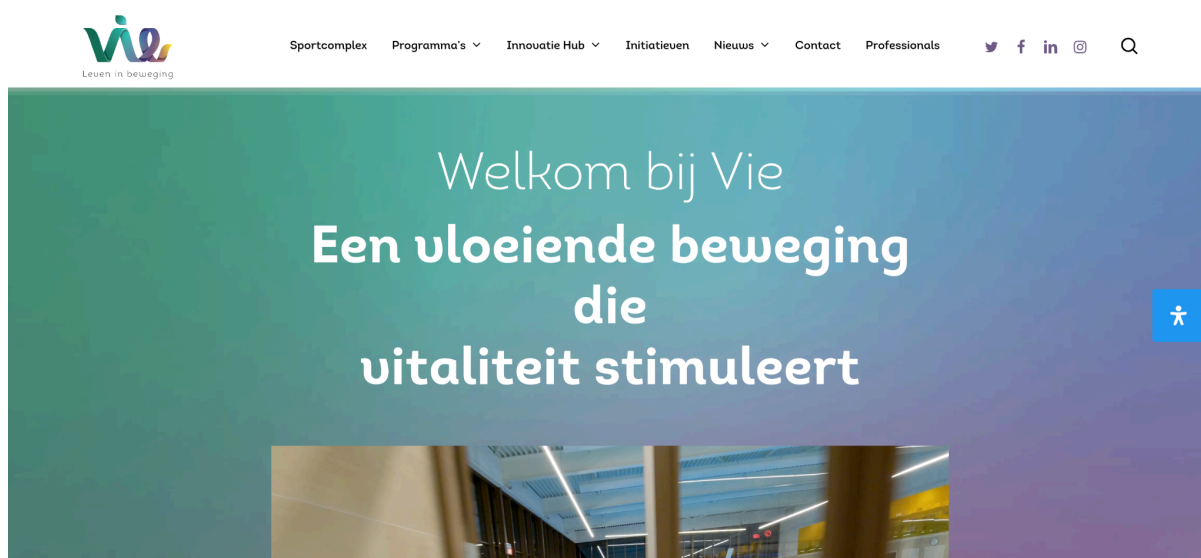 vie
Leven in beweging
Sportcomplex Programma's Innovatie Hub Initiatieven Nieuws Contact Professionals
Welkom bij Vie
Een vloeiende beweging
die
vitaliteit stimuleert